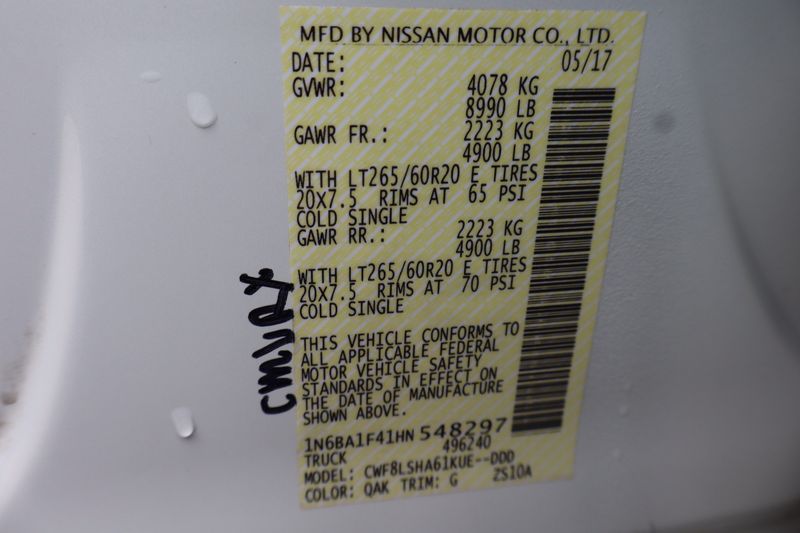 MFD BY NISSAN MOTOR CO., LTD.
DATE: 05/17
GVWR: 4078 KG
8990 LB
GAWR FR.: 2223 KG
4900 LB
WITH LT265/60R20 E TIRES
20X7.5 RIMS AT 65 PSI
COLD SINGLE
GAWR RR.: 2223 KG
4900 LB
WITH LT265/60R20 E TIRES
20X7.5 RIMS AT 70 PSI
COLD SINGLE
THIS VEHICLE CONFORMS TO
ALL APPLICABLE FEDERAL
MOTOR VEHICLE SAFETY
STANDARDS IN EFFECT ON
THE DATE OF MANUFACTURE
SHOWN ABOVE.
1N6BA1F41HN 548297
TRUCK 496240
MODEL: CWF8LSHA61KUE--DDD
COLOR: QAK TRIM: G ZS10A